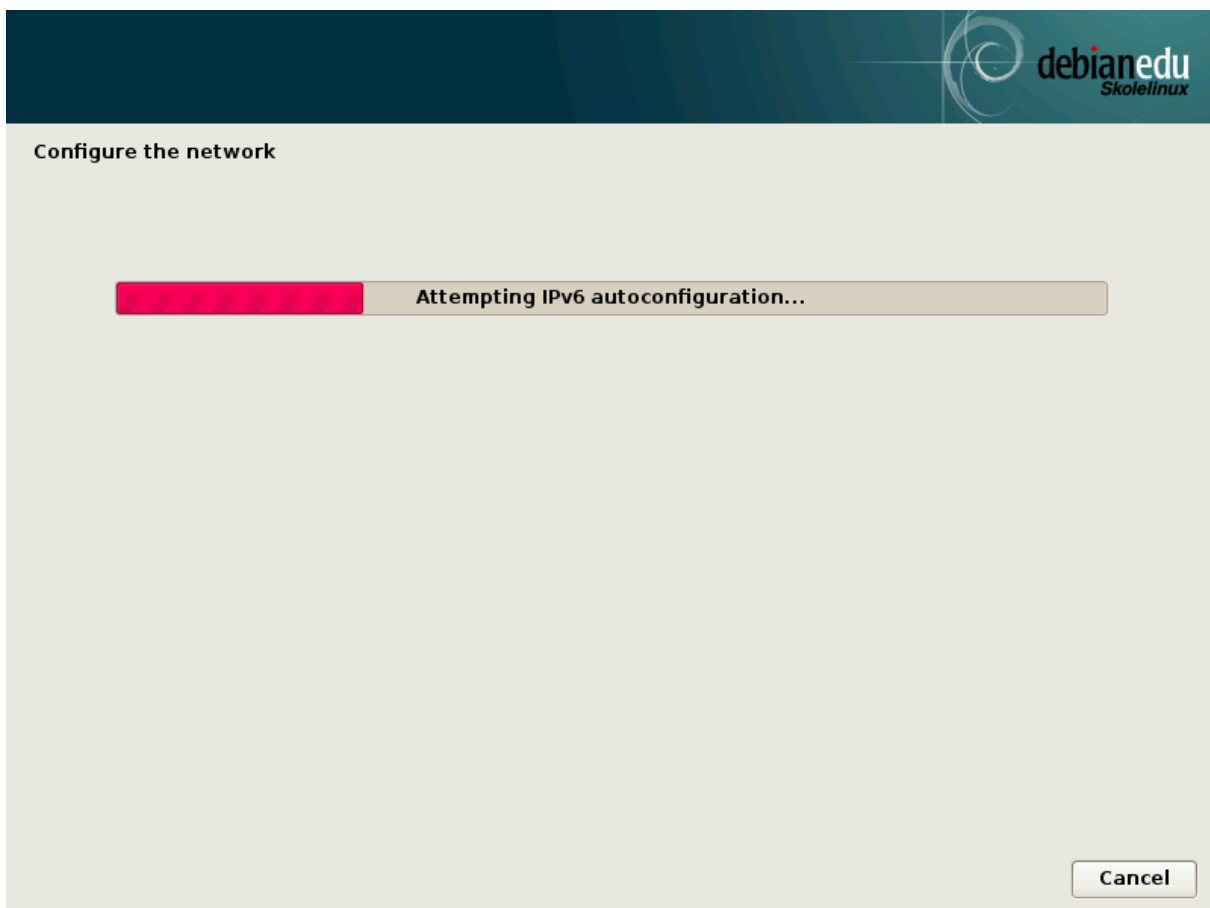 debianedu
Skolelinux
Configure the network
Attempting IPv6 autoconfiguration...
Cancel